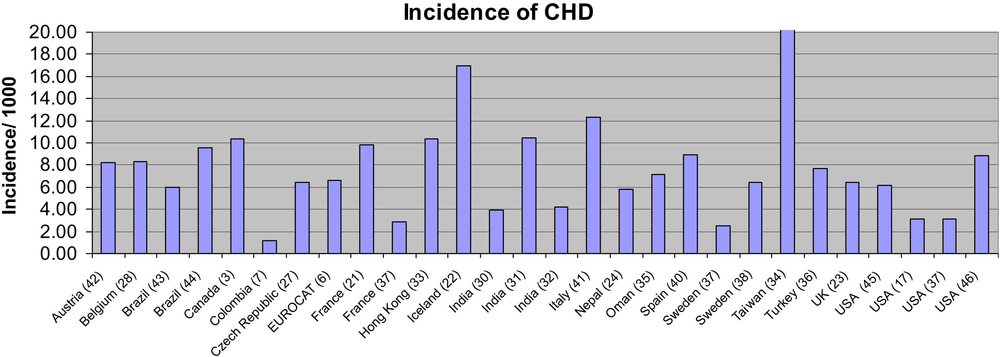 Incidence of CHD
Incidence/ 1000
20.00
18.00
16.00
14.00
12.00
10.00
8.00
6.00
4.00
2.00
0.00
Austria (42)
Belgium (28)
Brazil (43)
Brazil (44)
Canada (3)
Colombia (7)
Czech Republic (27)
EUROCAT (6)
France (21)
France (37)
Hong Kong (33)
Iceland (22)
India (30)
India (31)
India (32)
Italy (41)
Nepal (24)
Oman (35)
Spain (40)
Sweden (37)
Sweden (38)
Taiwan (34)
Turkey (36)
UK (23)
USA (45)
USA (17)
USA (37)
USA (46)